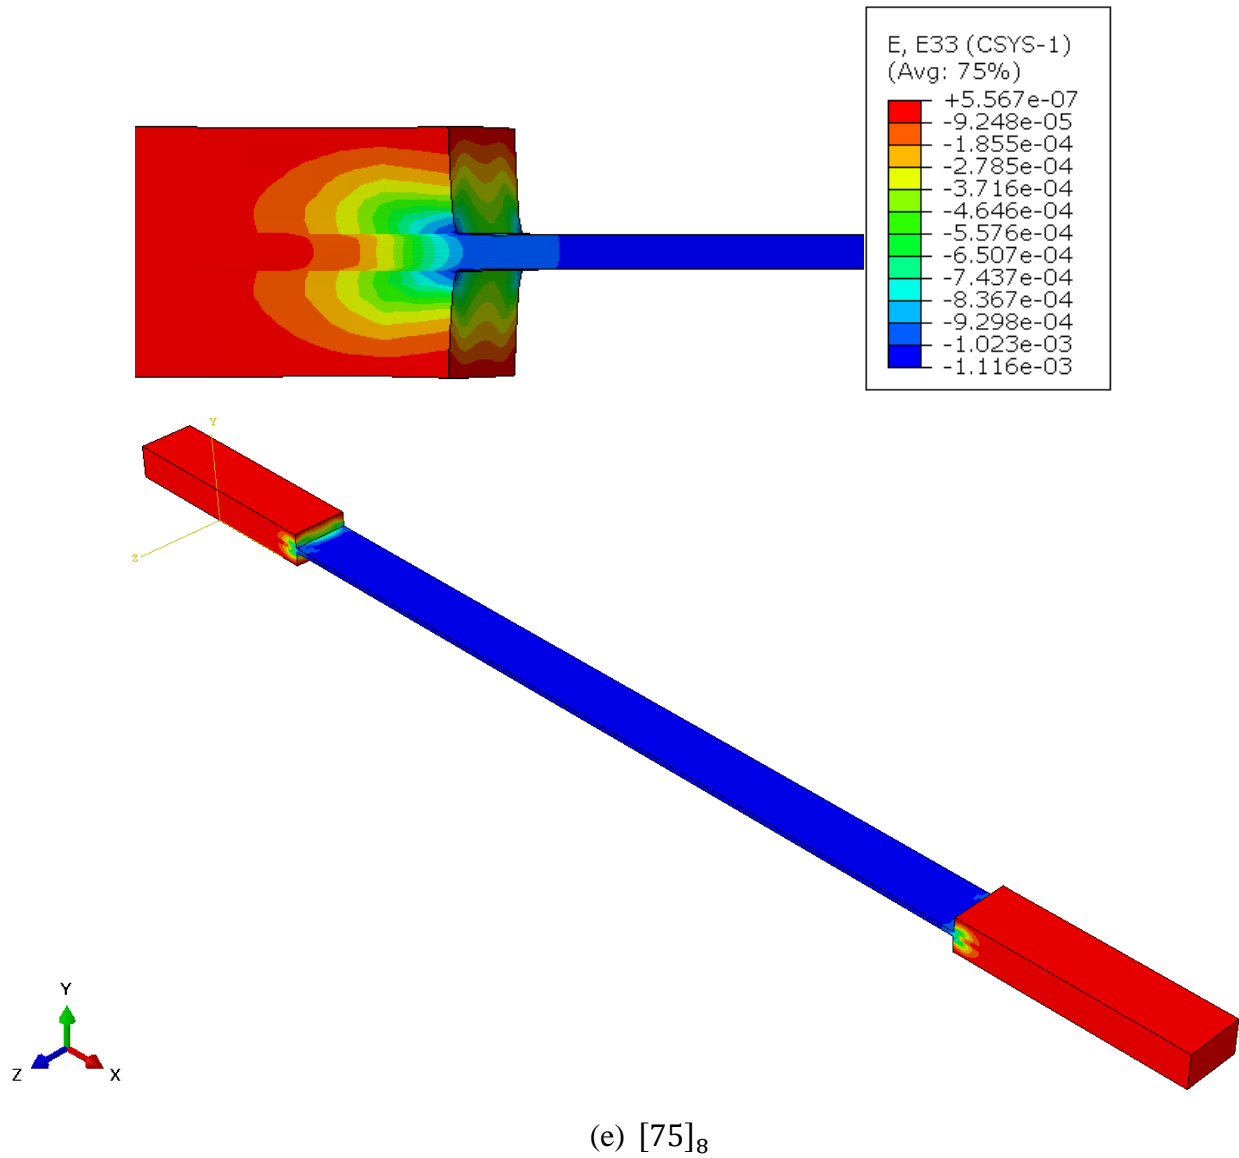 E, E33 (CSYS-1)
(Avg: 75%)
+5.567e-07
-9.248e-05
-1.855e-04
-2.785e-04
-3.716e-04
-4.646e-04
-5.576e-04
-6.507e-04
-7.437e-04
-8.367e-04
-9.298e-04
-1.023e-03
-1.116e-03
Y
Z
Y
Z
X
(e) [75]₈